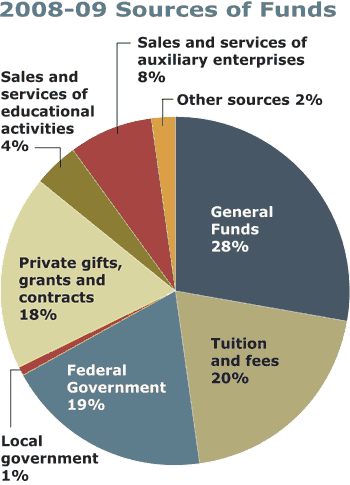 2008-09 Sources of Funds
Sales and services of
auxiliary enterprises
8%
Sales and
services of
educational
activities
4%
Other sources 2%
General
Funds
28%
Private gifts,
grants and
contracts
18%
Tuition
and fees
20%
Federal
Government
19%
Local
government
1%